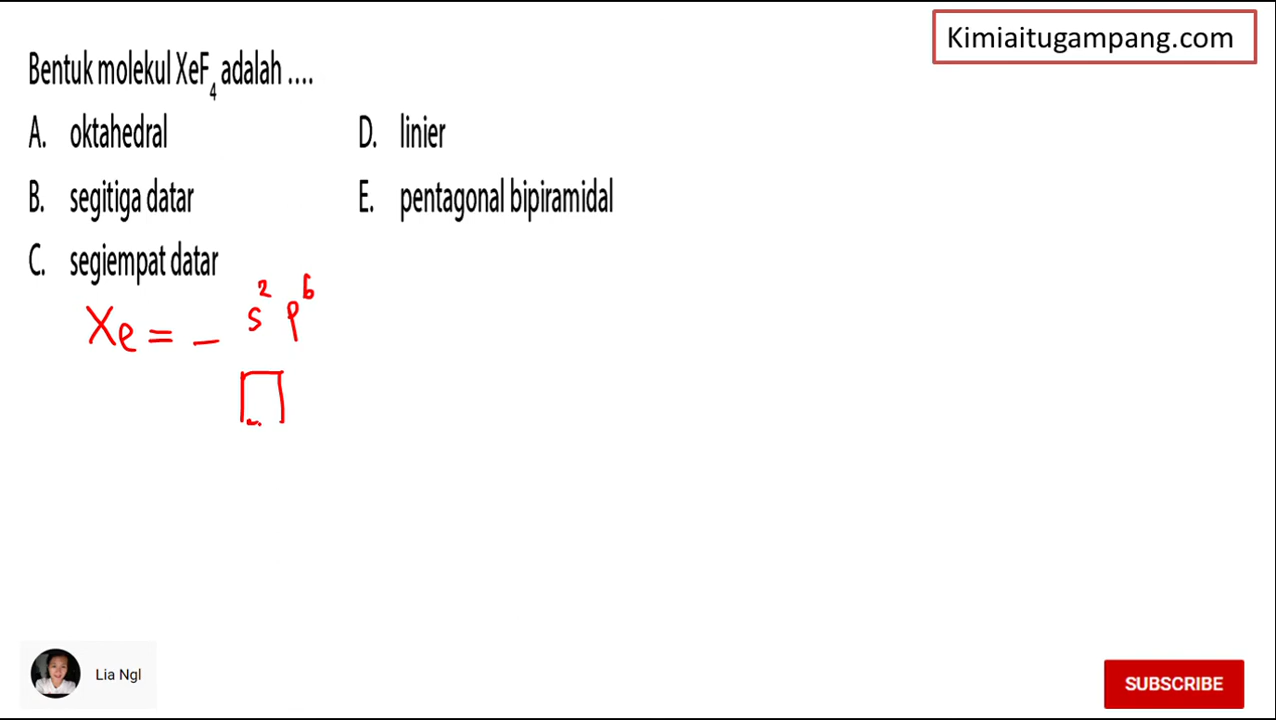 Kimiaitugampang.com
Bentuk molekul XeF₄ adalah ....
A. oktahedral
B. segitiga datar
C. segiempat datar
D. linier
E. pentagonal bipiramidal
Xe = _ s² p⁶
Lia Ngl
SUBSCRIBE